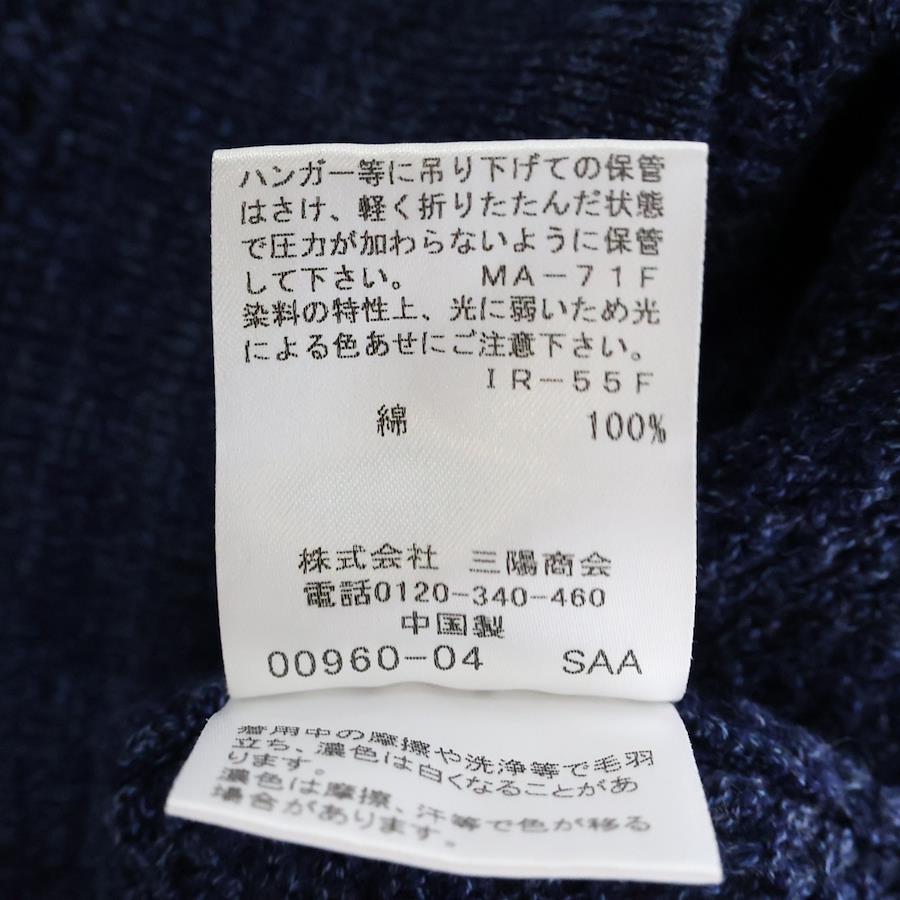 ハンガー等に吊り下げての保管
はさけ、軽く折りたたんだ状態
で圧力が加わらないように保管
して下さい。　MA-71F
染料の特性上、光に弱いため光
による色あせにご注意下さい。
IR-55F
綿　100%
株式会社　三陽商会
電話0120-340-460
中国製
00960-04　SAA
着用中の摩擦や洗浄等で毛羽
立ち、濃色は白くなることがあ
ります。
濃色は摩擦、汗等で色が移る
場合があります。